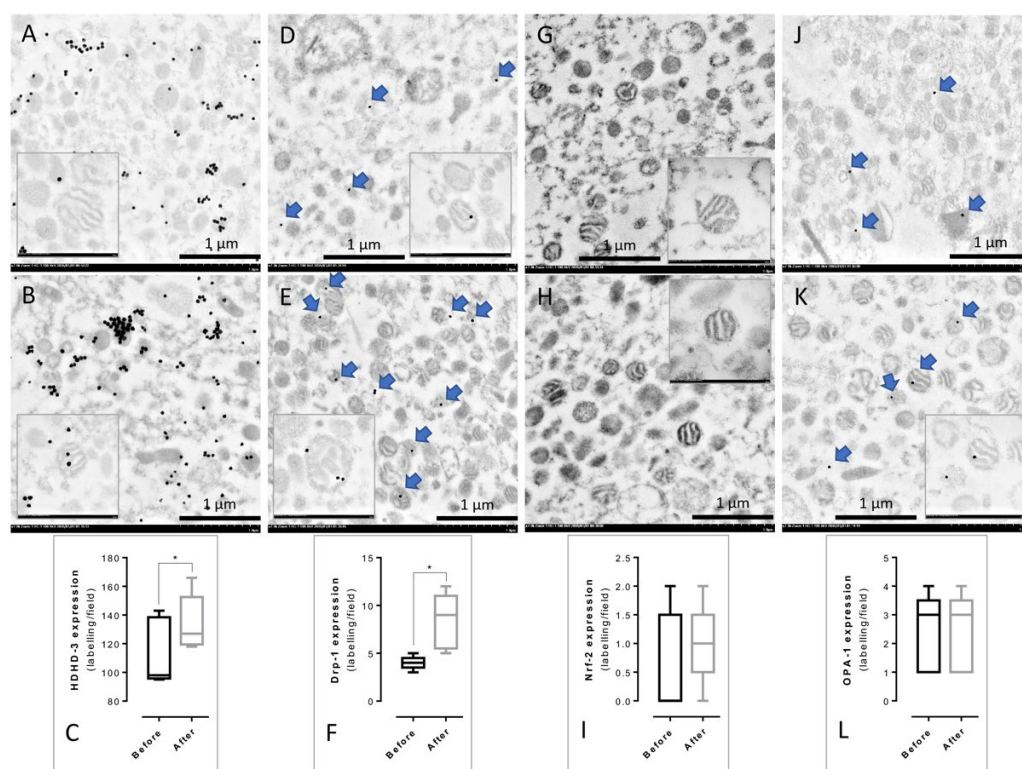 A
D
G
J
1 μm
1 μm
1 μm
1 μm
B
E
H
K
1 μm
1 μm
1 μm
1 μm
HDHD-3 expression
(labelling/field)
180
160
140
120
100
80
*
Before
After
C
Drp-1 expression
(labelling/field)
15
10
5
0
*
Before
After
F
Nrf-2 expression
(labelling/field)
2.5
2.0
1.5
1.0
0.5
0.0
Before
After
I
OPA-1 expression
(labelling/field)
5
4
3
2
1
0
Before
After
L